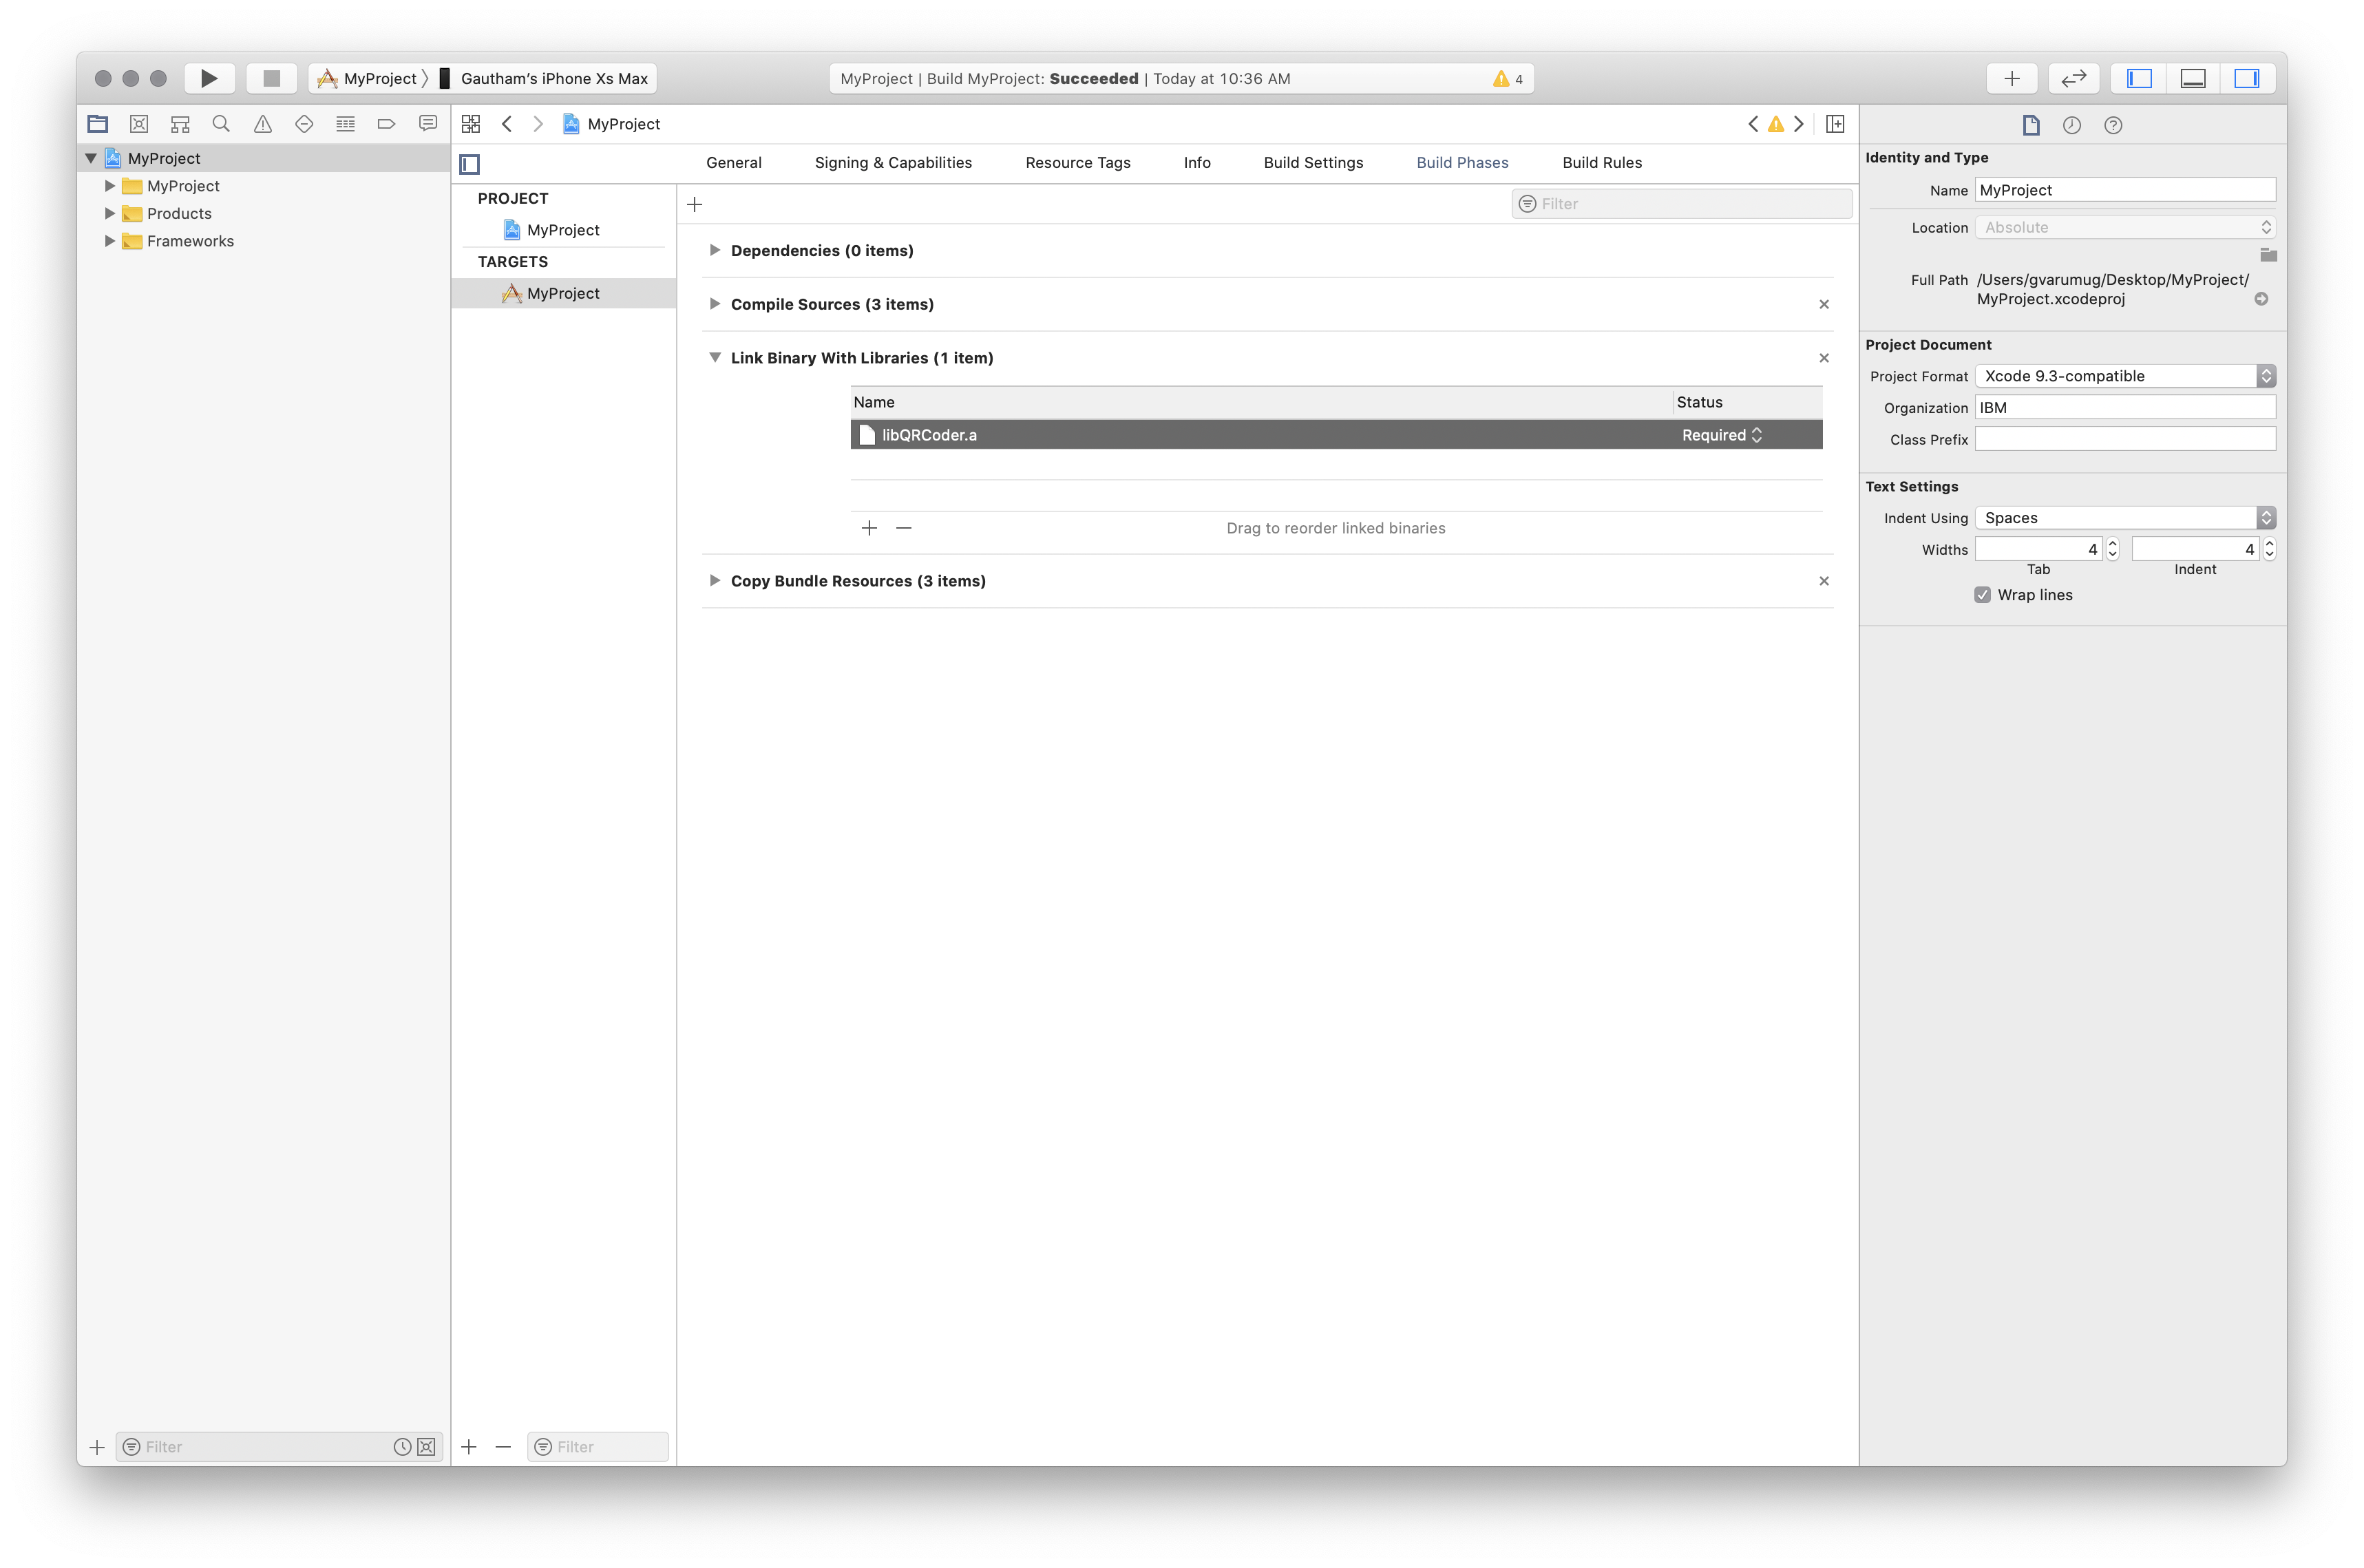 MyProject 〉 Gautham’s iPhone Xs Max
MyProject | Build MyProject: Succeeded | Today at 10:36 AM
4
MyProject
MyProject
MyProject
Products
Frameworks
Filter
General
Signing & Capabilities
Resource Tags
Info
Build Settings
Build Phases
Build Rules
PROJECT
MyProject
TARGETS
MyProject
Filter
Filter
Dependencies (0 items)
Compile Sources (3 items)
Link Binary With Libraries (1 item)
Name
Status
libQRCoder.a
Required
Drag to reorder linked binaries
Copy Bundle Resources (3 items)
Identity and Type
Name MyProject
Location Absolute
Full Path /Users/gvarumug/Desktop/MyProject/
MyProject.xcodeproj
Project Document
Project Format Xcode 9.3-compatible
Organization IBM
Class Prefix
Text Settings
Indent Using Spaces
Widths 4 4
Tab Indent
Wrap lines